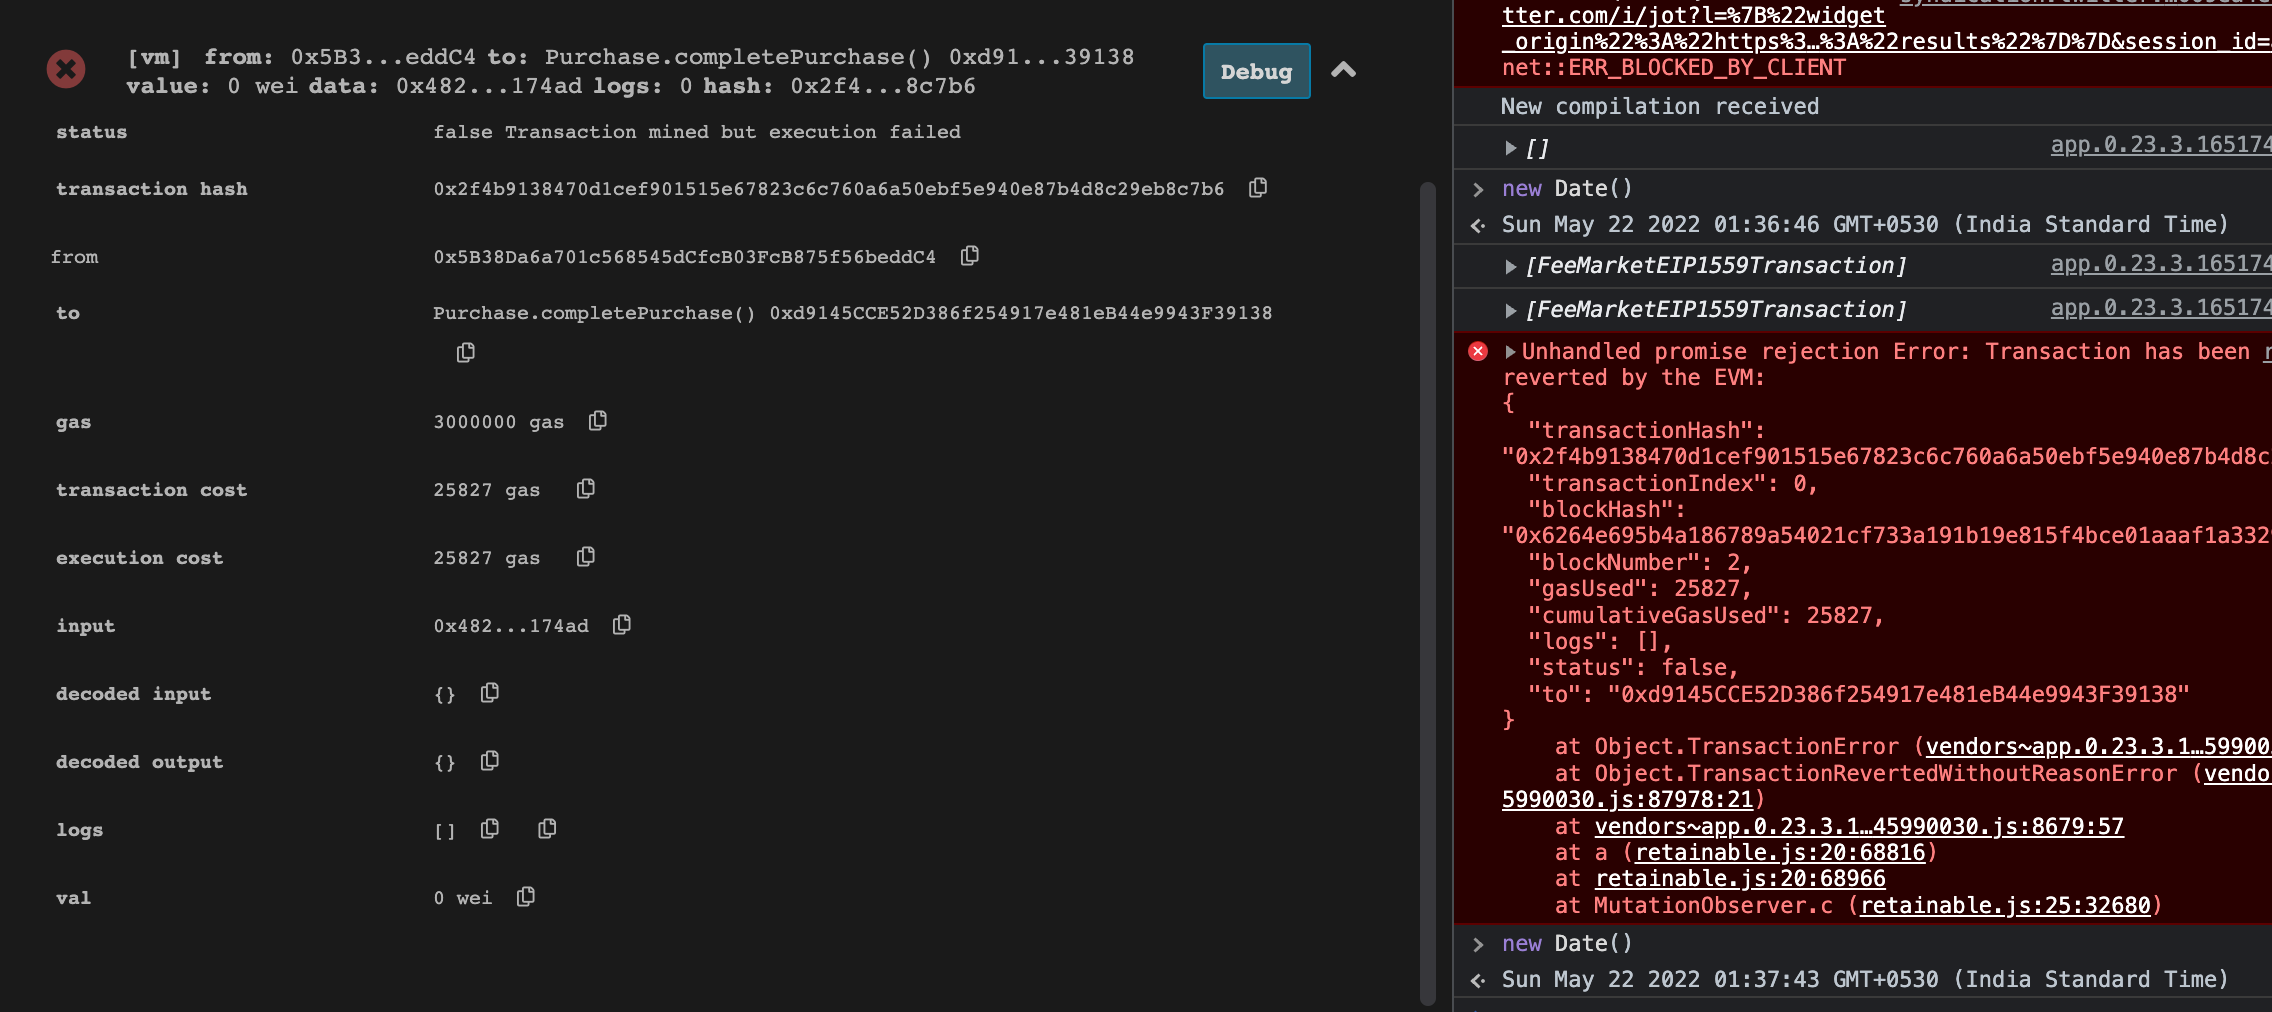 [vm] from: 0x5B3...eddC4 to: Purchase.completePurchase() 0xd91...39138
value: 0 wei data: 0x482...174ad logs: 0 hash: 0x2f4...8c7b6
Debug
status false Transaction mined but execution failed
transaction hash 0x2f4b9138470d1cef901515e67823c6c760a6a50ebf5e940e87b4d8c29eb8c7b6
from 0x5B38Da6a701c568545dCfcB03FcB875f56beddC4
to Purchase.completePurchase() 0xd9145CCE52D386f254917e481eB44e9943F39138
gas 3000000 gas
transaction cost 25827 gas
execution cost 25827 gas
input 0x482...174ad
decoded input {}
decoded output {}
logs []
val 0 wei
tter.com/i/jot?l=%7B%22widget
_origin%22%3A%22https%3…%3A%22results%22%7D%7D&session_id=
net::ERR_BLOCKED_BY_CLIENT
New compilation received
[] app.0.23.3.165174
new Date()
Sun May 22 2022 01:36:46 GMT+0530 (India Standard Time)
[FeeMarketEIP1559Transaction] app.0.23.3.165174
[FeeMarketEIP1559Transaction] app.0.23.3.165174
Unhandled promise rejection Error: Transaction has been
reverted by the EVM:
{
"transactionHash":
"0x2f4b9138470d1cef901515e67823c6c760a6a50ebf5e940e87b4d8c
"transactionIndex": 0,
"blockHash":
"0x6264e695b4a186789a54021cf733a191b19e815f4bce01aaaf1a332
"blockNumber": 2,
"gasUsed": 25827,
"cumulativeGasUsed": 25827,
"logs": [],
"status": false,
"to": "0xd9145CCE52D386f254917e481eB44e9943F39138"
}
at Object.TransactionError (vendors~app.0.23.3.1…59900
at Object.TransactionRevertedWithoutReasonError (vendo
5990030.js:87978:21)
at vendors~app.0.23.3.1…45990030.js:8679:57
at a (retainable.js:20:68816)
at retainable.js:20:68966
at MutationObserver.c (retainable.js:25:32680)
new Date()
Sun May 22 2022 01:37:43 GMT+0530 (India Standard Time)